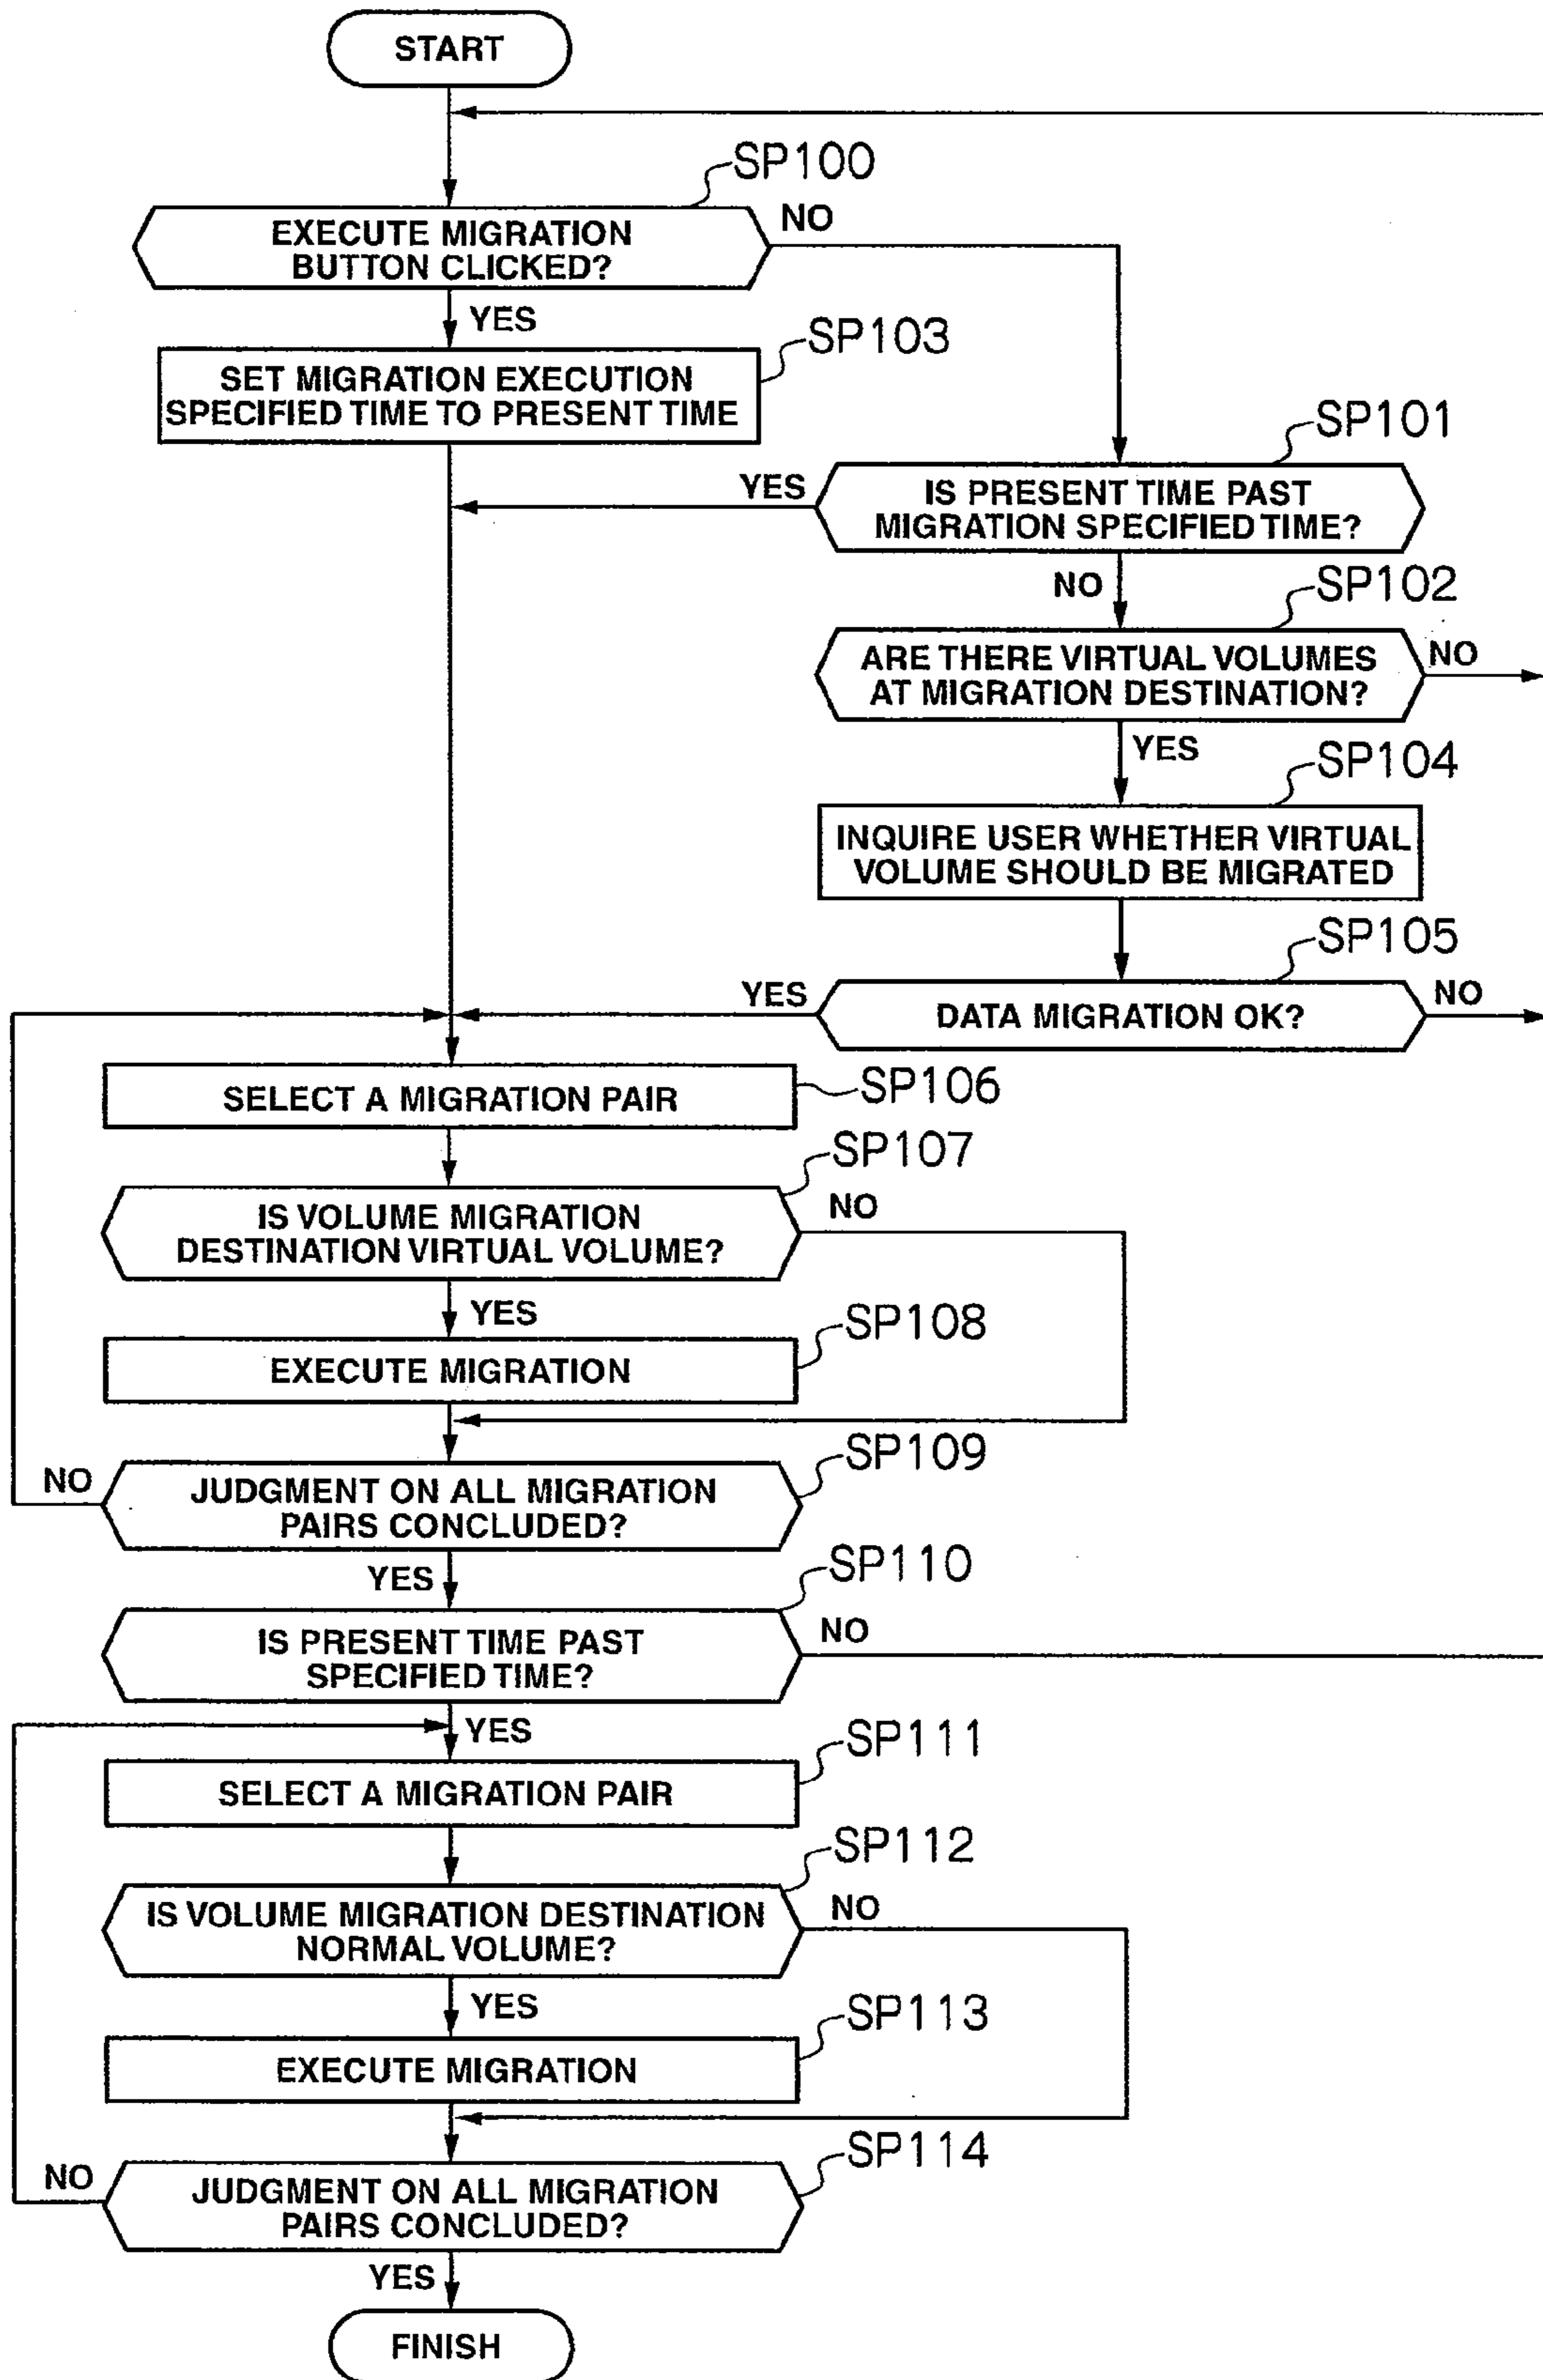 START
SP100
EXECUTE MIGRATION
BUTTON CLICKED?
NO
YES
SP103
SET MIGRATION EXECUTION
SPECIFIED TIME TO PRESENT TIME
SP101
YES
IS PRESENT TIME PAST
MIGRATION SPECIFIED TIME?
NO
SP102
ARE THERE VIRTUAL VOLUMES
AT MIGRATION DESTINATION?
NO
YES
SP104
INQUIRE USER WHETHER VIRTUAL
VOLUME SHOULD BE MIGRATED
SP105
YES
DATA MIGRATION OK?
NO
SELECT A MIGRATION PAIR
SP106
SP107
IS VOLUME MIGRATION
DESTINATION VIRTUAL VOLUME?
NO
YES
SP108
EXECUTE MIGRATION
SP109
NO
JUDGMENT ON ALL MIGRATION
PAIRS CONCLUDED?
YES
SP110
IS PRESENT TIME PAST
SPECIFIED TIME?
NO
YES
SP111
SELECT A MIGRATION PAIR
SP112
IS VOLUME MIGRATION DESTINATION
NORMAL VOLUME?
NO
YES
SP113
EXECUTE MIGRATION
SP114
NO
JUDGMENT ON ALL MIGRATION
PAIRS CONCLUDED?
YES
FINISH